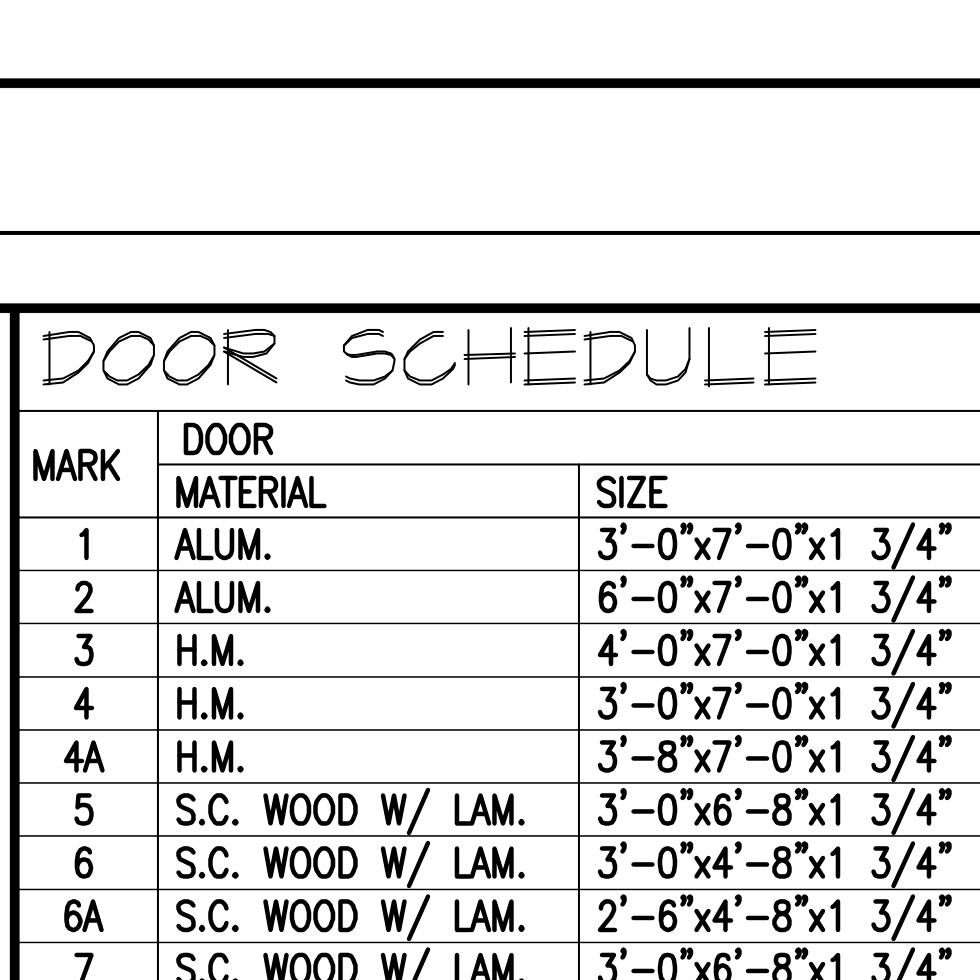 DOOR SCHEDULE
MARK DOOR
MATERIAL SIZE
1 ALUM. 3'-0"x7'-0"x1 3/4"
2 ALUM. 6'-0"x7'-0"x1 3/4"
3 H.M. 4'-0"x7'-0"x1 3/4"
4 H.M. 3'-0"x7'-0"x1 3/4"
4A H.M. 3'-8"x7'-0"x1 3/4"
5 S.C. WOOD W/ LAM. 3'-0"x6'-8"x1 3/4"
6 S.C. WOOD W/ LAM. 3'-0"x4'-8"x1 3/4"
6A S.C. WOOD W/ LAM. 2'-6"x4'-8"x1 3/4"
7 S.C. WOOD W/ LAM. 3'-0"x6'-8"x1 3/4"